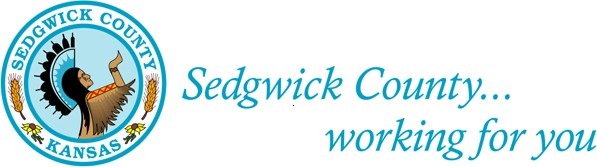 SEDGWICK COUNTY
KANSAS
Sedgwick County...
working for you